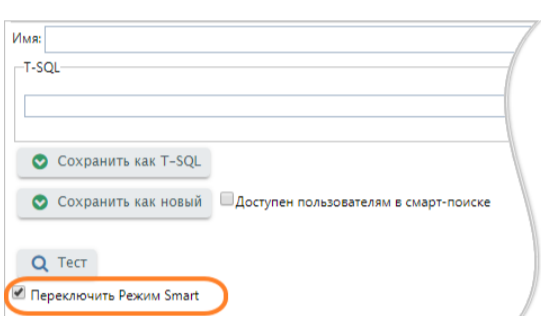 Имя:
T-SQL
Сохранить как T-SQL
Сохранить как новый Доступен пользователям в смарт-поиске
Тест
Переключить Режим Smart